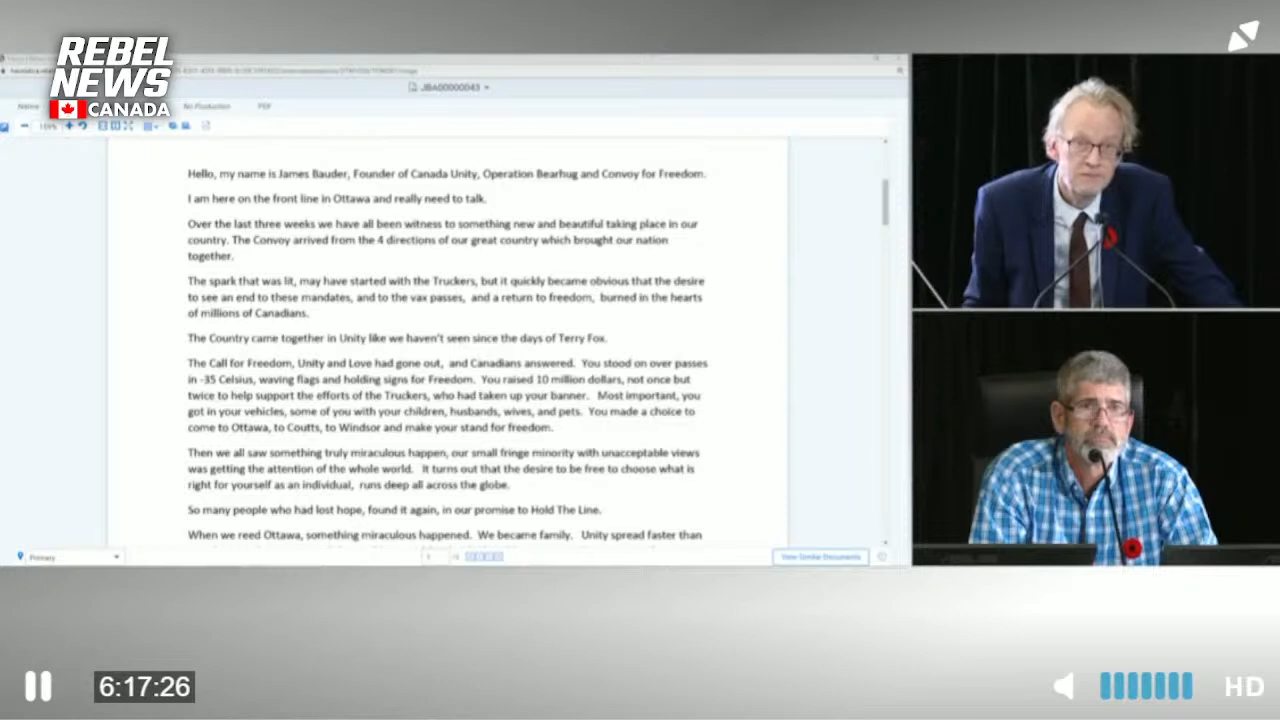 REBEL
NEWS
CANADA
JBA00000043
No Production
PDF
Hello, my name is James Bauder, Founder of Canada Unity, Operation Bearhug and Convoy for Freedom.
I am here on the front line in Ottawa and really need to talk.
Over the last three weeks we have all been witness to something new and beautiful taking place in our
country. The Convoy arrived from the 4 directions of our great country which brought our nation
together.
The spark that was lit, may have started with the Truckers, but it quickly became obvious that the desire
to see an end to these mandates, and to the vax passes, and a return to freedom, burned in the hearts
of millions of Canadians.
The Country came together in Unity like we haven't seen since the days of Terry Fox.
The Call for Freedom, Unity and Love had gone out, and Canadians answered. You stood on over passes
in -35 Celsius, waving flags and holding signs for Freedom. You raised 10 million dollars, not once but
twice to help support the efforts of the Truckers, who had taken up your banner. Most important, you
got in your vehicles, some of you with your children, husbands, wives, and pets. You made a choice to
come to Ottawa, to Coutts, to Windsor and make your stand for freedom.
Then we all saw something truly miraculous happen, our small fringe minority with unacceptable views
was getting the attention of the whole world. It turns out that the desire to be free to choose what is
right for yourself as an individual, runs deep all across the globe.
So many people who had lost hope, found it again, in our promise to Hold The Line.
When we reed Ottawa, something miraculous happened. We became family. Unity spread faster than
Primary
View Similar Documents
6:17:26
HD